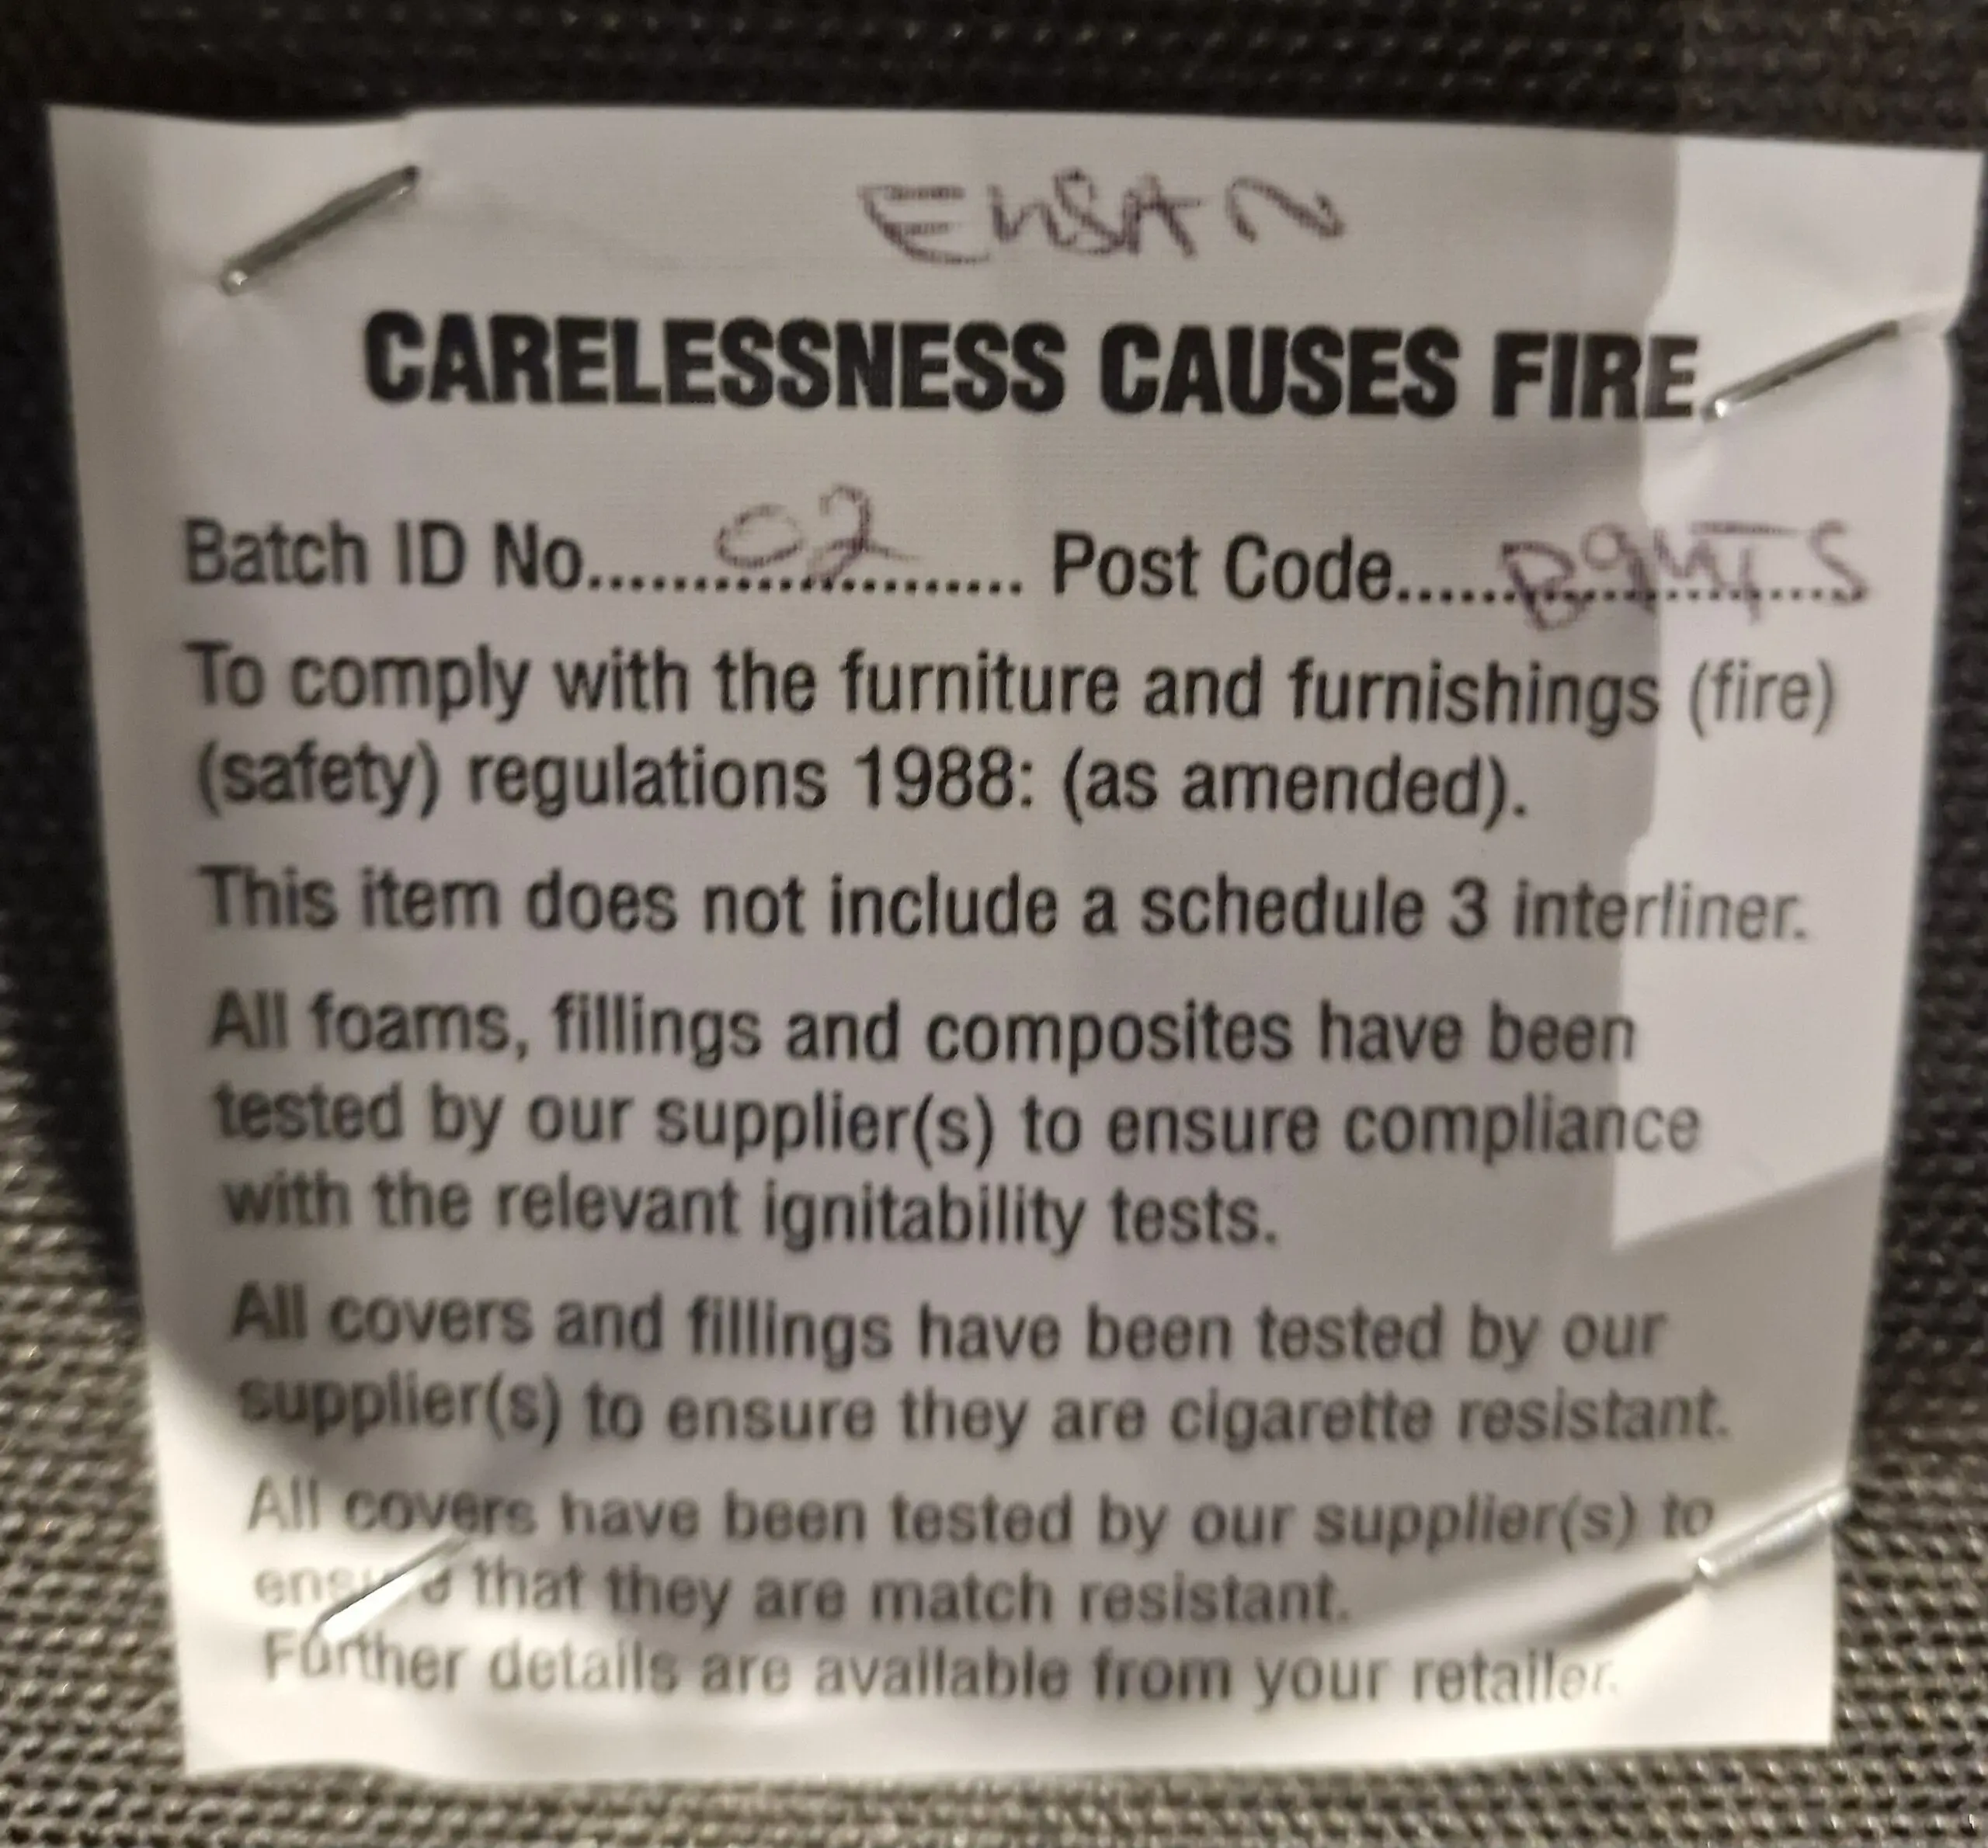 EHSAN
CARELESSNESS CAUSES FIRE
Batch ID No...................... 02 Post Code......................
To comply with the furniture and furnishings (fire)
(safety) regulations 1988: (as amended).
This item does not include a schedule 3 interliner.
All foams, fillings and composites have been
tested by our supplier(s) to ensure compliance
with the relevant ignitability tests.
All covers and fillings have been tested by our
supplier(s) to ensure they are cigarette resistant.
All covers have been tested by our supplier(s) to
ensure that they are match resistant.
Further details are available from your retailer.